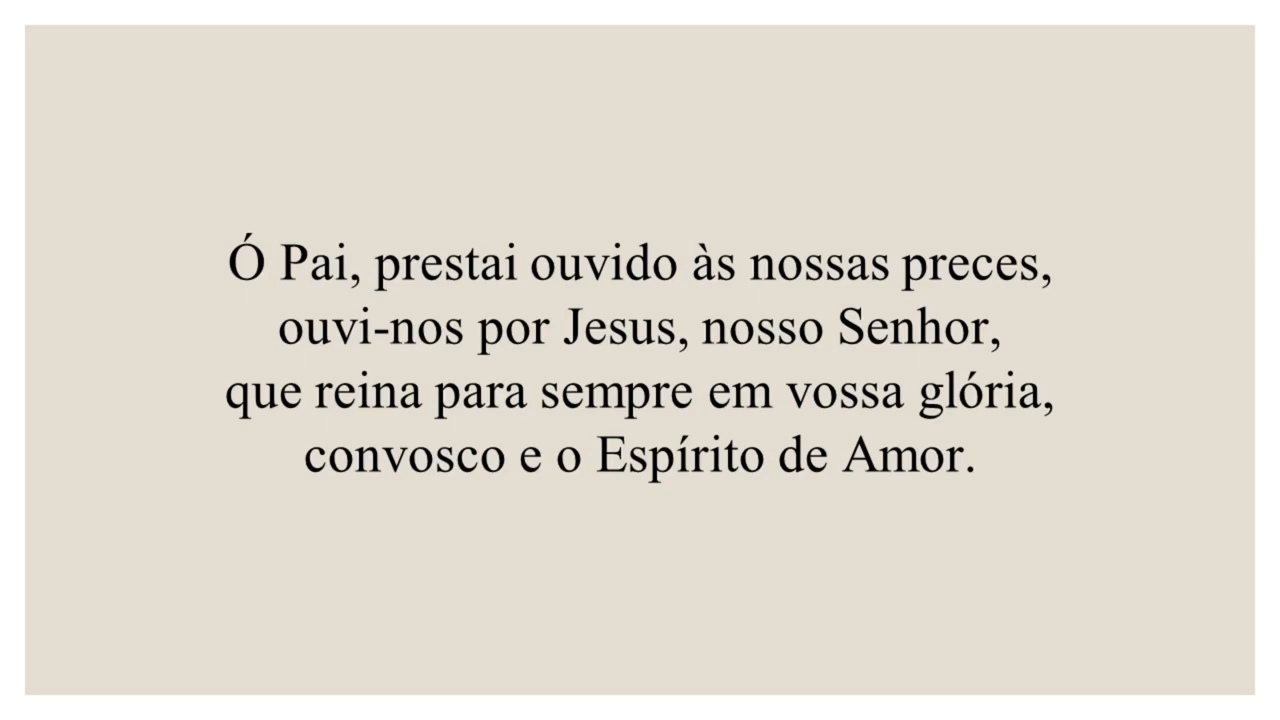 Ó Pai, prestai ouvido às nossas preces,
ouvi-nos por Jesus, nosso Senhor,
que reina para sempre em vossa glória,
convosco e o Espírito de Amor.